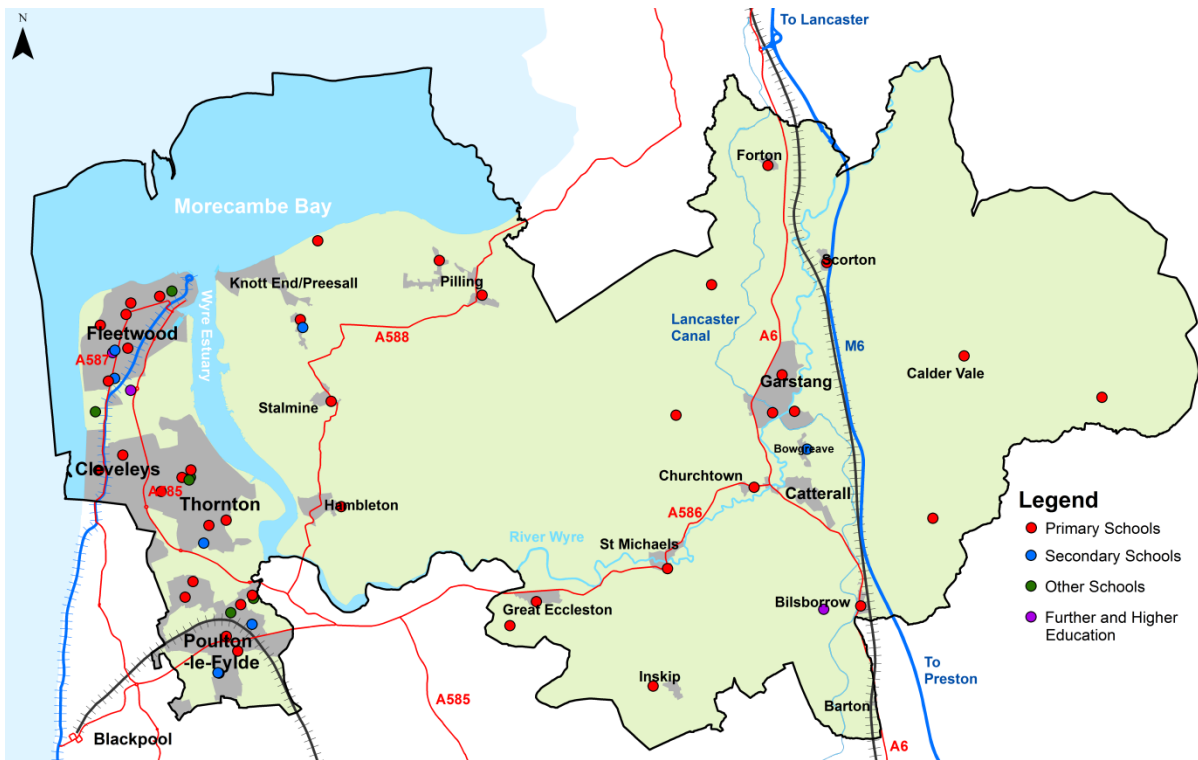 N
To Lancaster
Forton
Morecambe Bay
Scorton
Knott End/Preesall
Pilling
Wyre Estuary
Lancaster
Canal
A6
M6
Fleetwood
A588
A587
Calder Vale
Garstang
Stalmine
Bowgreave
Cleveleys
Churchtown
Catterall
A585
Thornton
Hambleton
A586
Legend
Primary Schools
Secondary Schools
Other Schools
Further and Higher
Education
River Wyre
St Michaels
Great Eccleston
Bilsborrow
Poulton
-le-Fylde
To
Preston
Inskip
A585
Barton
Blackpool
A6